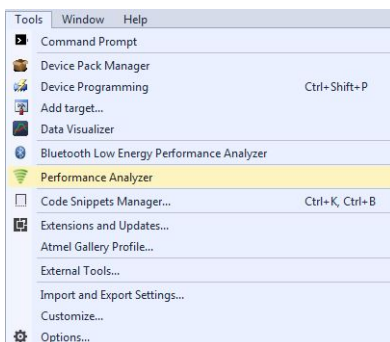 Tools Window Help
Command Prompt
Device Pack Manager
Device Programming Ctrl+Shift+P
Add target...
Data Visualizer
Bluetooth Low Energy Performance Analyzer
Performance Analyzer
Code Snippets Manager... Ctrl+K, Ctrl+B
Extensions and Updates...
Atmel Gallery Profile...
External Tools...
Import and Export Settings...
Customize...
Options...